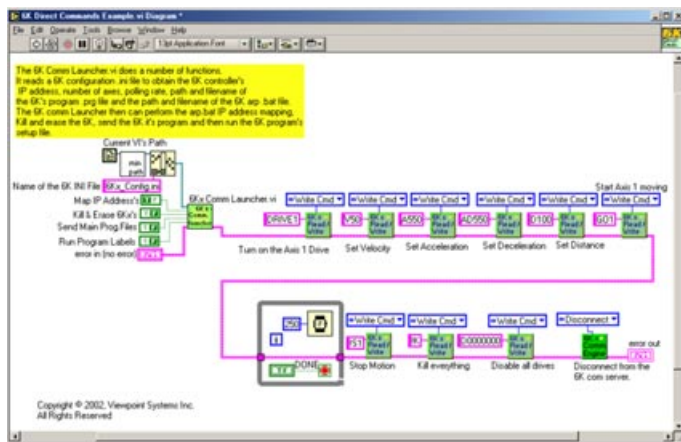 6K Direct Commands Example.vi Diagram *
File Edit Operate Tools Browse Window Help
13pt Application Font
The 6K Comm Launcher.vi does a number of functions.
It reads a 6K configuration .ini file to obtain the 6K controller's
IP address, number of axes, polling rate, path and filename of
the 6K's program .prg file and the path and filename of the 6K arp .bat file.
The 6K comm Launcher then can perform the arp.bat IP address mapping,
Kill and erase the 6K, send the 6K it's program and then run the 6K program's
setup file.
Current VI's Path
Name of the 6K INI File 6Kx_Config.ini
Map IP Address's
Kill & Erase 6Kx's
Send Main Prog.Files
Run Program Labels
error in (no error)
6Kx Comm Launcher.vi
Start Axis 1 moving
Write Cmd Write Cmd Write Cmd Write Cmd Write Cmd Write Cmd
DRIVE1 V50 A550 AD550 D100 GO1
Turn on the Axis 1 Drive Set Velocity Set Acceleration Set Deceleration Set Distance
Write Cmd Write Cmd Write Cmd Disconnect
250
i
DONE
Stop Motion Kill everything Disable all drives Disconnect from the
6K com server.
error out
Copyright © 2002, Viewpoint Systems Inc.
All Rights Reserved